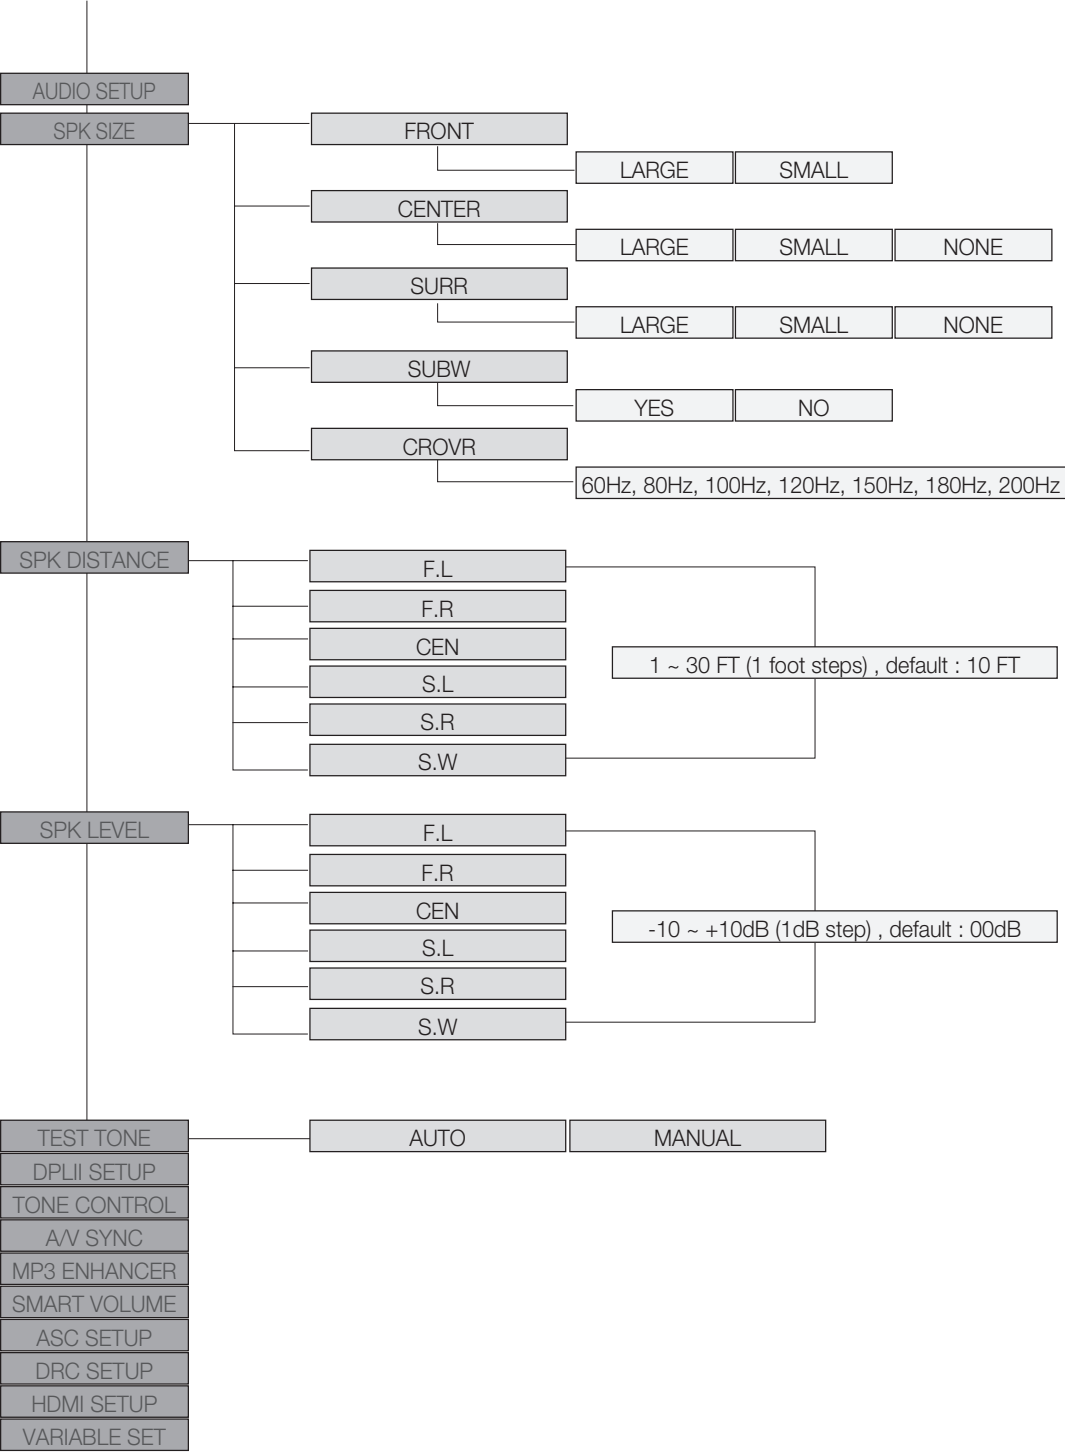 AUDIO SETUP
SPK SIZE
FRONT
LARGE SMALL
CENTER
LARGE SMALL NONE
SURR
LARGE SMALL NONE
SUBW
YES NO
CROVR
60Hz, 80Hz, 100Hz, 120Hz, 150Hz, 180Hz, 200Hz
SPK DISTANCE
F.L
F.R
CEN
S.L
S.R
S.W
1 ~ 30 FT (1 foot steps) , default : 10 FT
SPK LEVEL
F.L
F.R
CEN
S.L
S.R
S.W
-10 ~ +10dB (1dB step) , default : 00dB
TEST TONE
AUTO MANUAL
DPLII SETUP
TONE CONTROL
A/V SYNC
MP3 ENHANCER
SMART VOLUME
ASC SETUP
DRC SETUP
HDMI SETUP
VARIABLE SET